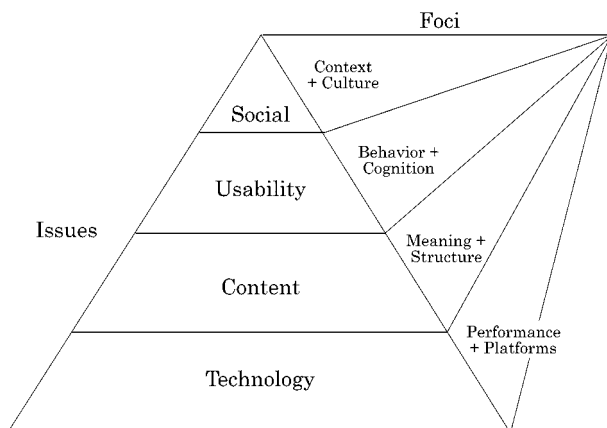 Foci
Context
+ Culture
Social
Behavior +
Cognition
Usability
Issues
Meaning +
Structure
Content
Performance
+ Platforms
Technology